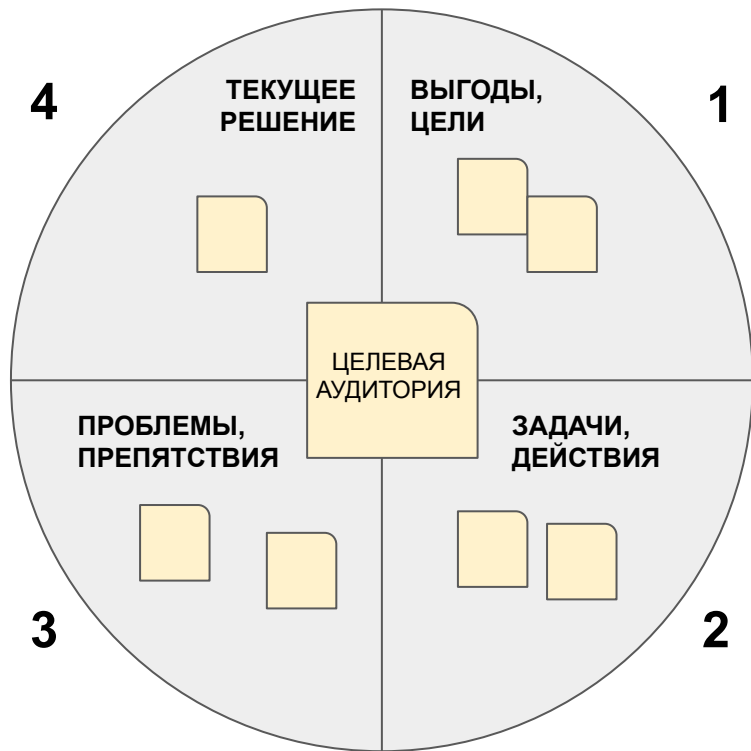 4
ТЕКУЩЕЕ
РЕШЕНИЕ
ВЫГОДЫ,
ЦЕЛИ
1
ЦЕЛЕВАЯ
АУДИТОРИЯ
ПРОБЛЕМЫ,
ПРЕПЯТСТВИЯ
ЗАДАЧИ,
ДЕЙСТВИЯ
3
2